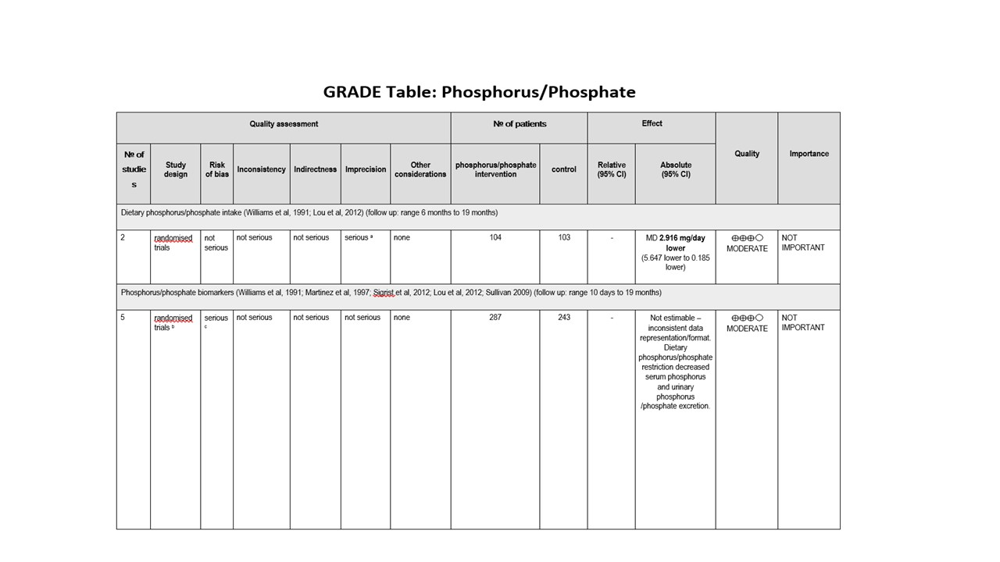 GRADE Table: Phosphorus/Phosphate
Quality assessment
№ of patients
Effect
Quality
Importance
№ of
studie
s
Study
design
Risk
of bias
Inconsistency
Indirectness
Imprecision
Other
considerations
phosphorus/phosphate
intervention
control
Relative
(95% CI)
Absolute
(95% CI)
Dietary phosphorus/phosphate intake (Williams et al, 1991; Lou et al, 2012) (follow up: range 6 months to 19 months)
2
randomised
trials
not
serious
not serious
not serious
serious ᵃ
none
104
103
-
MD 2.916 mg/day
lower
(5.647 lower to 0.185
lower)
⊕⊕⊕◯
MODERATE
NOT
IMPORTANT
Phosphorus/phosphate biomarkers (Williams et al, 1991; Martinez et al, 1997; Sigrist et al, 2012; Lou et al, 2012; Sullivan 2009) (follow up: range 10 days to 19 months)
5
randomised
trials ᵇ
serious
ᶜ
not serious
not serious
not serious
none
287
243
-
Not estimable –
inconsistent data
representation/format.
Dietary
phosphorus/phosphate
restriction decreased
serum phosphorus
and urinary
phosphorus
/phosphate excretion.
⊕⊕⊕◯
MODERATE
NOT
IMPORTANT